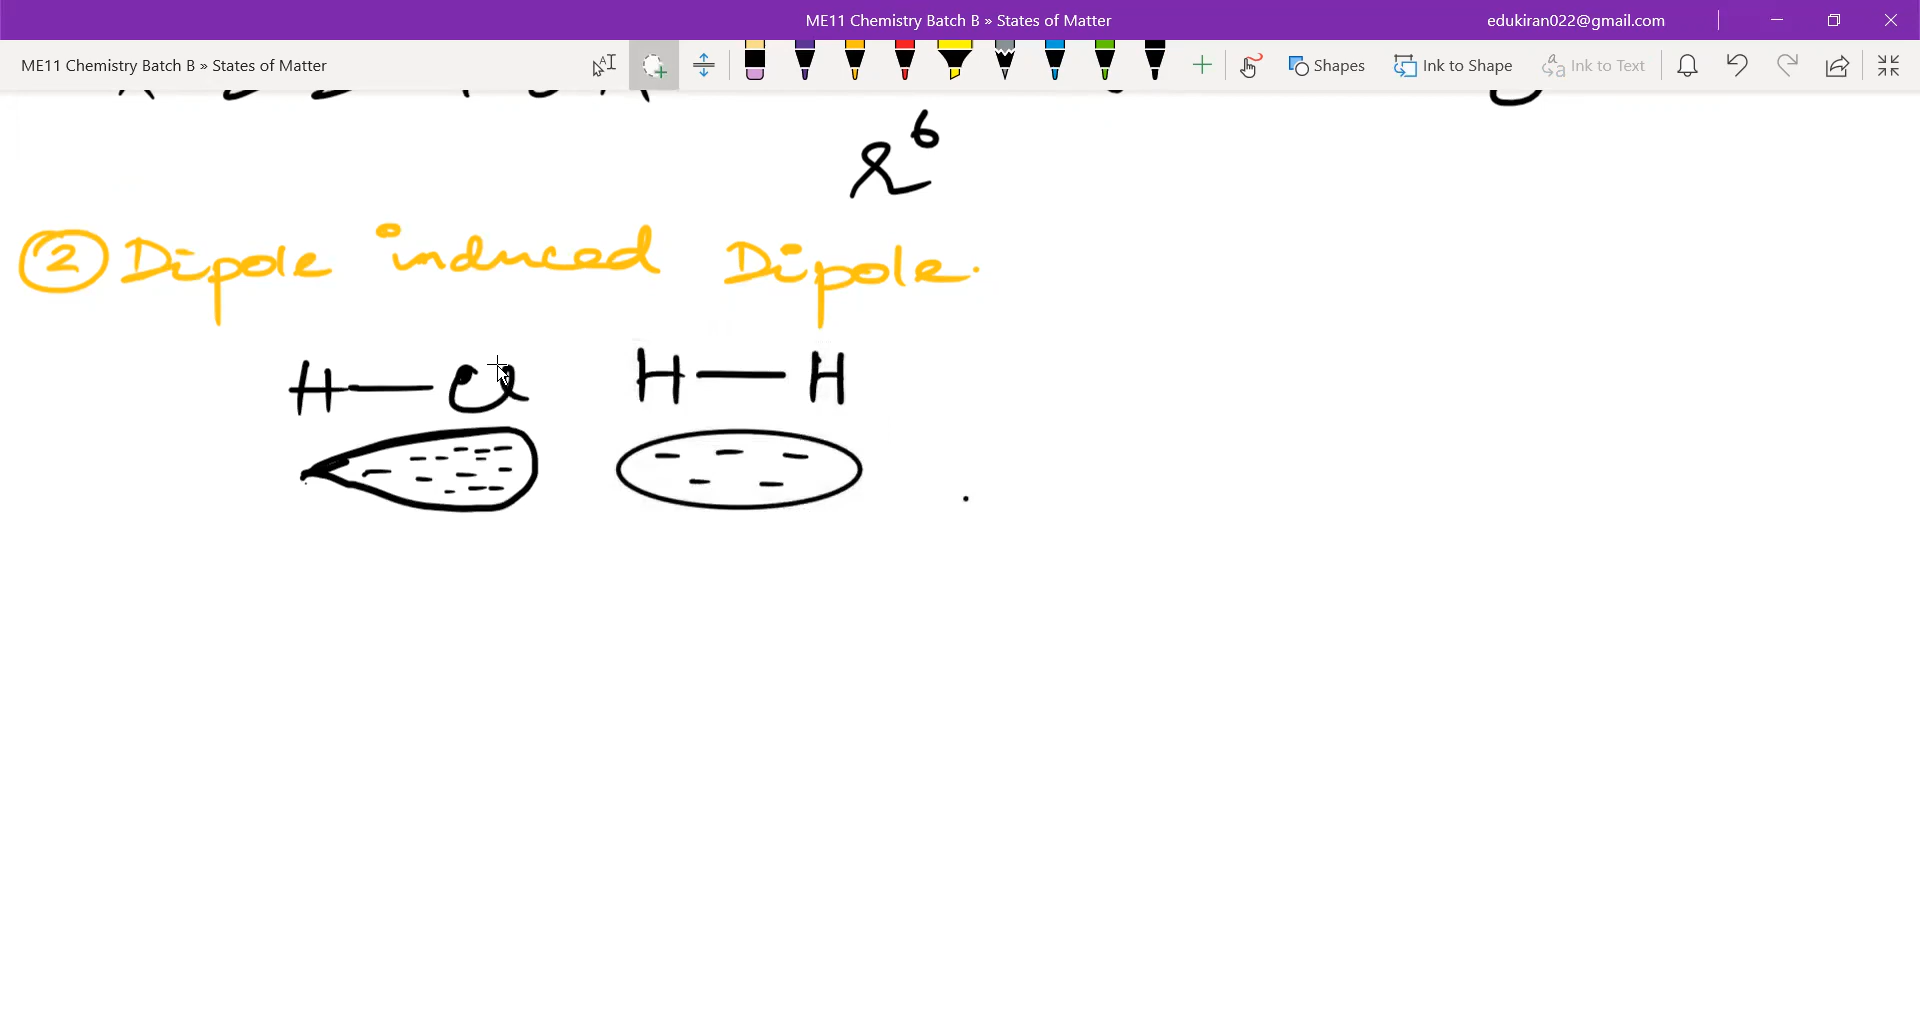 ME11 Chemistry Batch B » States of Matter edukiran022@gmail.com
ME11 Chemistry Batch B » States of Matter Shapes Ink to Shape Ink to Text
r⁶
② Dipole induced Dipole.
H — Cl H — H